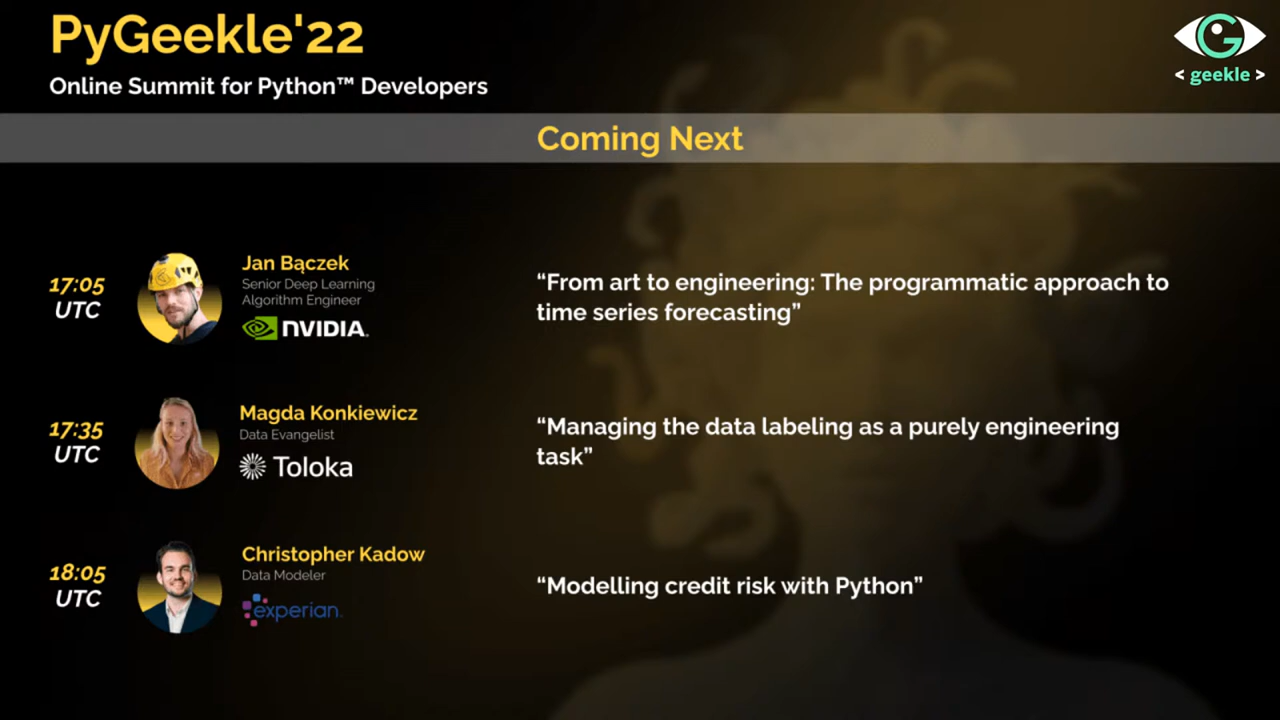 PyGeekle'22
Online Summit for Python™ Developers
< geekle >
Coming Next
17:05
UTC
Jan Bączek
Senior Deep Learning
Algorithm Engineer
NVIDIA.
“From art to engineering: The programmatic approach to
time series forecasting”
17:35
UTC
Magda Konkiewicz
Data Evangelist
Toloka
“Managing the data labeling as a purely engineering
task”
18:05
UTC
Christopher Kadow
Data Modeler
experian.
“Modelling credit risk with Python”